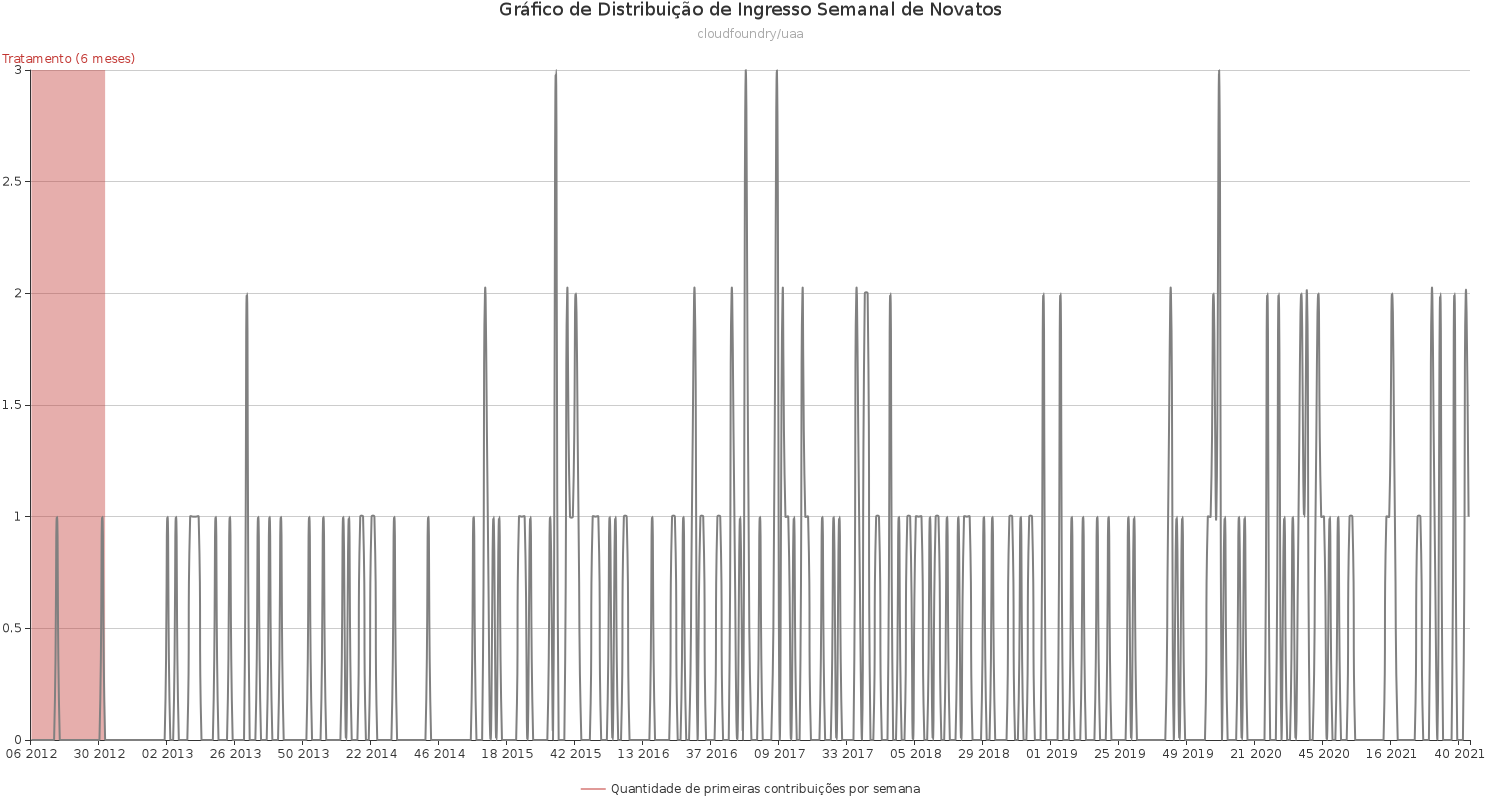 Gráfico de Distribuição de Ingresso Semanal de Novatos
cloudfoundry/uaa
Tratamento (6 meses)
3
2.5
2
1.5
1
0.5
0
06 2012 30 2012 02 2013 26 2013 50 2013 22 2014 46 2014 18 2015 42 2015 13 2016 37 2016 09 2017 33 2017 05 2018 29 2018 01 2019 25 2019 49 2019 21 2020 45 2020 16 2021 40 2021
Quantidade de primeiras contribuições por semana